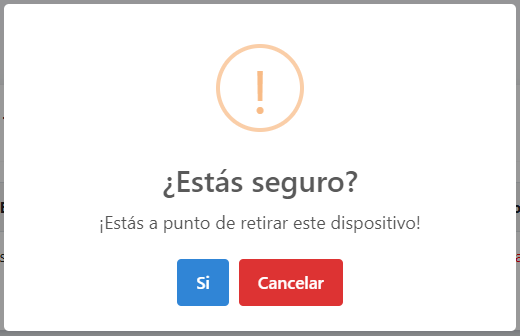 ¿Estás seguro?
¡Estás a punto de retirar este dispositivo!
Si
Cancelar